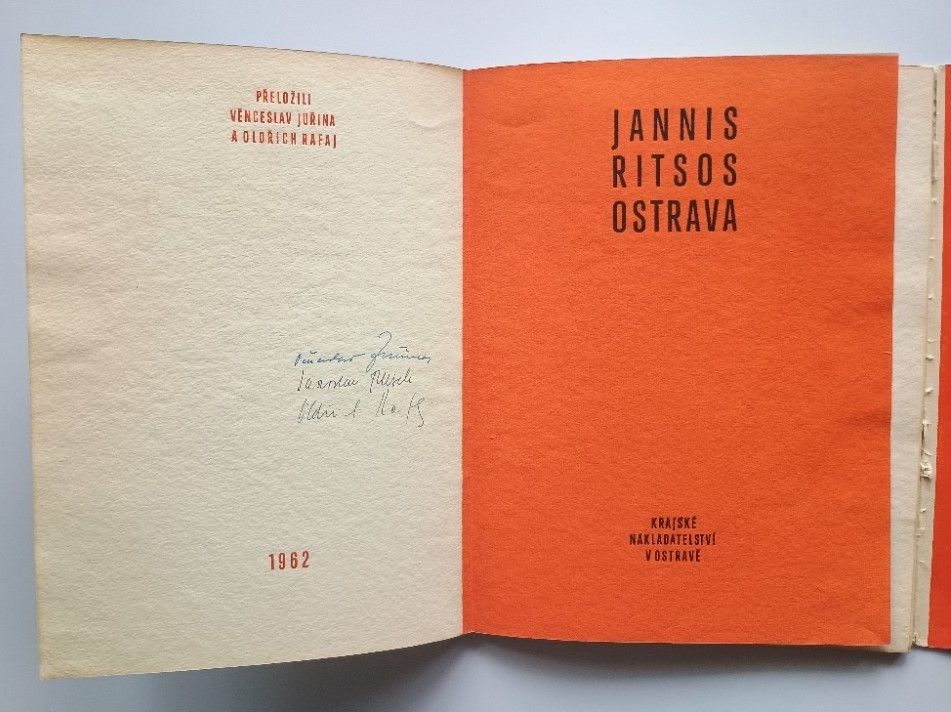 PŘELOŽILI
VĚNCESLAV JUŘINA
A OLDŘICH RAFAJ
1962
JANNIS
RITSOS
OSTRAVA
KRAJSKÉ
NAKLADATELSTVÍ
V OSTRAVĚ